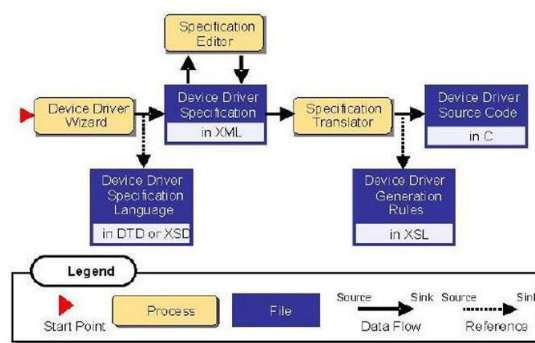 Specification
Editor
Device Driver
Wizard
Device Driver
Specification
in XML
Specification
Translator
Device Driver
Source Code
in C
Device Driver
Specification
Language
in DTD or XSD
Device Driver
Generation
Rules
in XSL
Legend
Start Point
Process
File
Source
Sink
Data Flow
Source
Sink
Reference